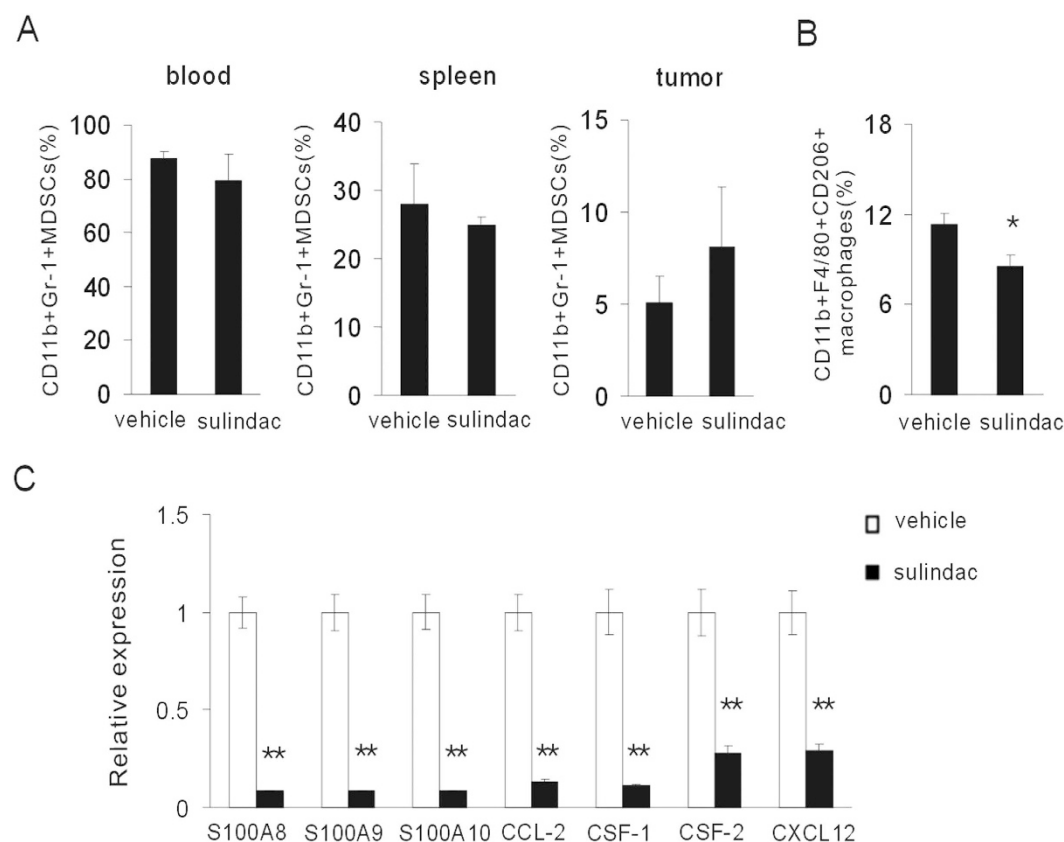 A
B
blood
spleen
tumor
CD11b+Gr-1+MDSCs(%)
100
80
60
40
20
0
vehicle sulindac
CD11b+Gr-1+MDSCs(%)
40
30
20
10
0
vehicle sulindac
CD11b+Gr-1+MDSCs(%)
15
10
5
0
vehicle sulindac
CD11b+F4/80+CD206+
macrophages(%)
18
12
6
0
*
vehicle sulindac
C
Relative expression
1.5
1
0.5
0
** ** ** ** ** ** **
S100A8 S100A9 S100A10 CCL-2 CSF-1 CSF-2 CXCL12
vehicle
sulindac